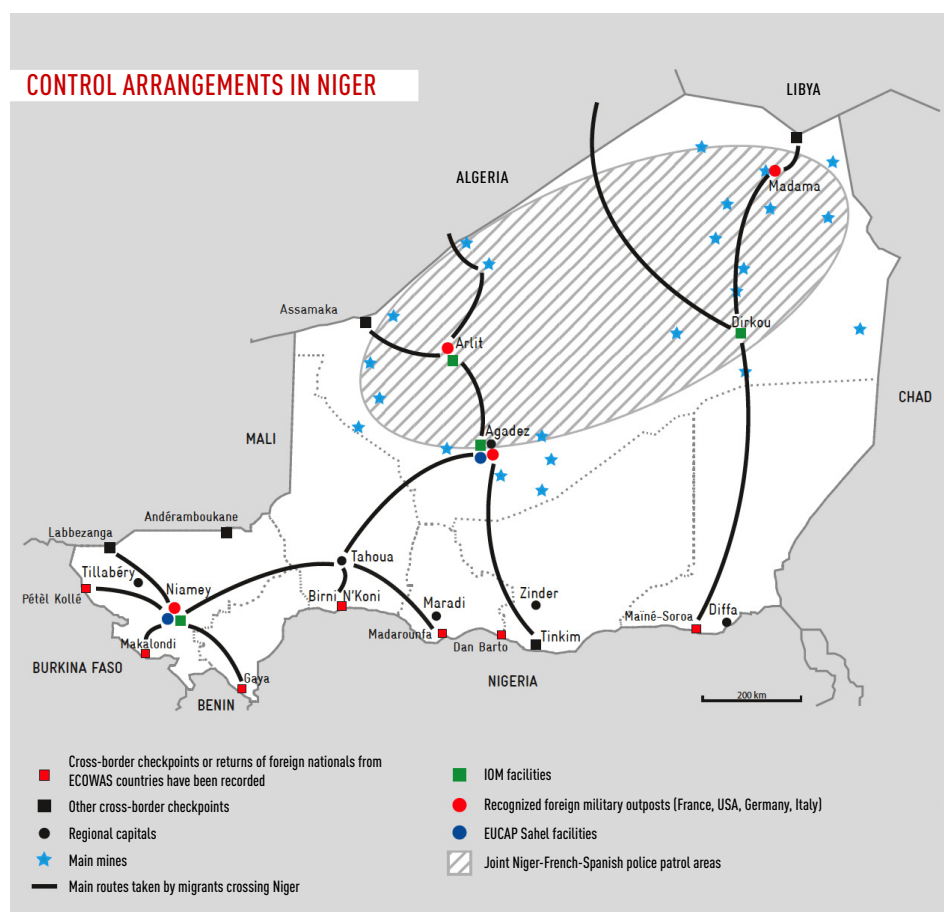 CONTROL ARRANGEMENTS IN NIGER
LIBYA
ALGERIA
Madama
Assamaka
Dirkou
Arlit
CHAD
MALI
Agadez
Andéramboukane
Labbezanga
Tahoua
Tillabéry
Niamey
Zinder
Pétèl Kollé
Birni N'Koni
Maradi
Maïné-Soroa
Diffa
Madarounfa
Tinkim
Makalondi
Dan Barto
BURKINA FASO
Gaya
NIGERIA
BENIN
200 km
Cross-border checkpoints or returns of foreign nationals from
ECOWAS countries have been recorded
Other cross-border checkpoints
Regional capitals
Main mines
Main routes taken by migrants crossing Niger
IOM facilities
Recognized foreign military outposts (France, USA, Germany, Italy)
EUCAP Sahel facilities
Joint Niger-French-Spanish police patrol areas